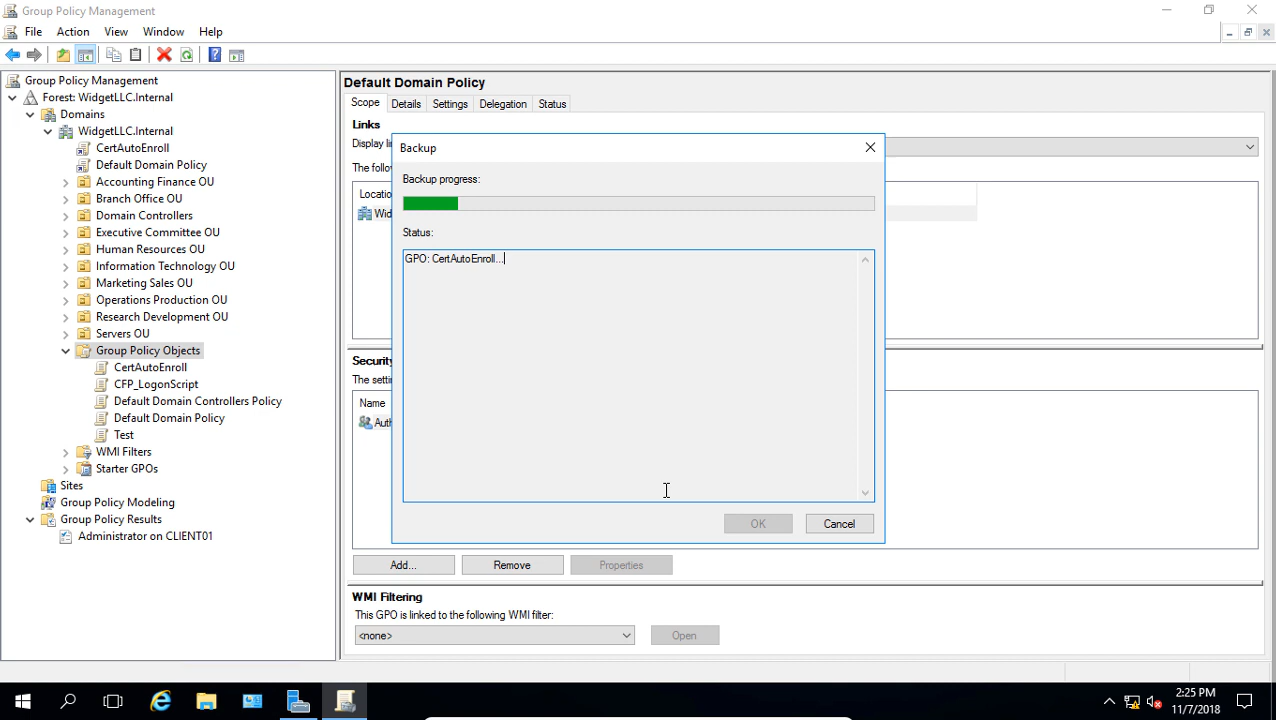 Group Policy Management
File Action View Window Help
Group Policy Management
Forest: WidgetLLC.Internal
Domains
WidgetLLC.Internal
CertAutoEnroll
Default Domain Policy
Accounting Finance OU
Branch Office OU
Domain Controllers
Executive Committee OU
Human Resources OU
Information Technology OU
Marketing Sales OU
Operations Production OU
Research Development OU
Servers OU
Group Policy Objects
CertAutoEnroll
CFP_LogonScript
Default Domain Controllers Policy
Default Domain Policy
Test
WMI Filters
Starter GPOs
Sites
Group Policy Modeling
Group Policy Results
Administrator on CLIENT01
Default Domain Policy
Scope Details Settings Delegation Status
Links
Display
The
Backup
Backup progress:
Status:
GPO: CertAutoEnroll...
OK Cancel
Security
The
Name
Add... Remove Properties
WMI Filtering
This GPO is linked to the following WMI filter:
<none> Open
2:25 PM
11/7/2018